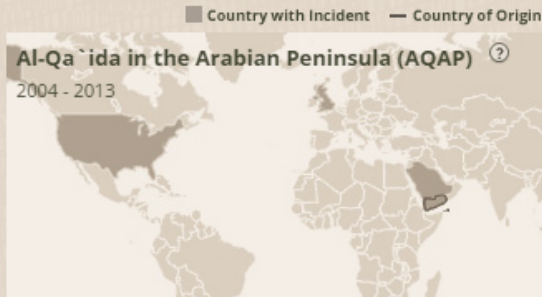 Country with Incident — Country of Origin
Al-Qa`ida in the Arabian Peninsula (AQAP) ?
2004 - 2013